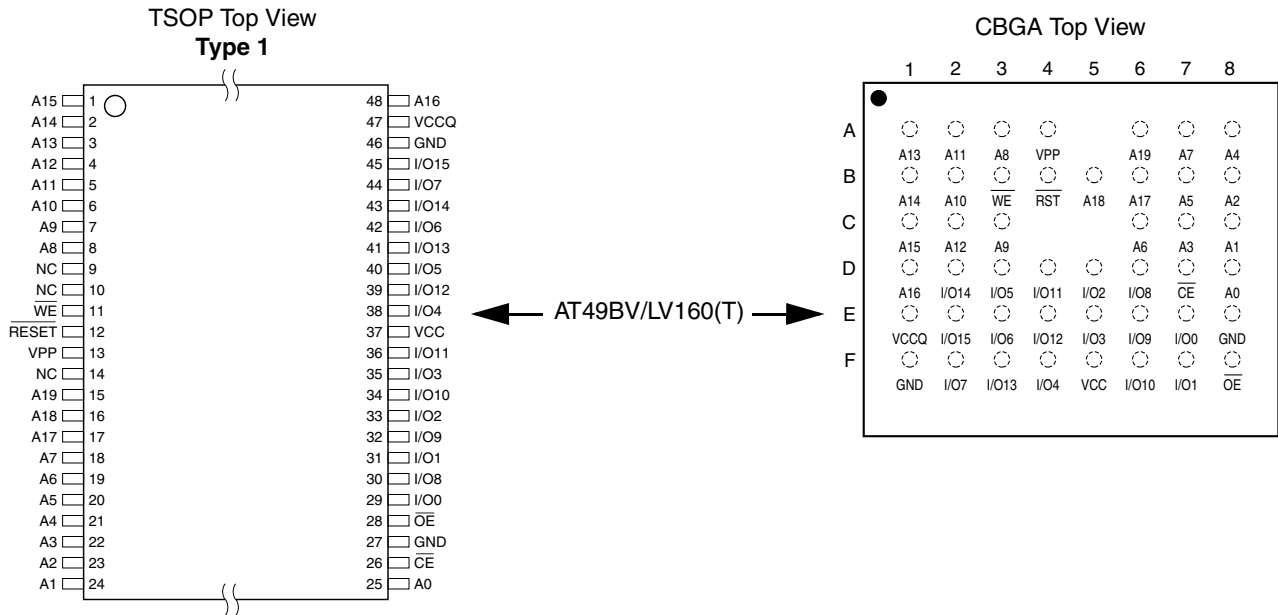 TSOP Top View
Type 1
A15 1 48 A16
A14 2 47 VCCQ
A13 3 46 GND
A12 4 45 I/O15
A11 5 44 I/O7
A10 6 43 I/O14
A9 7 42 I/O6
A8 8 41 I/O13
NC 9 40 I/O5
NC 10 39 I/O12
WE 11 38 I/O4
RESET 12 37 VCC
VPP 13 36 I/O11
NC 14 35 I/O3
A19 15 34 I/O10
A18 16 33 I/O2
A17 17 32 I/O9
A7 18 31 I/O1
A6 19 30 I/O8
A5 20 29 I/O0
A4 21 28 OE
A3 22 27 GND
A2 23 26 CE
A1 24 25 A0
AT49BV/LV160(T)
CBGA Top View
1 2 3 4 5 6 7 8
A
A13 A11 A8 VPP A19 A7 A4
B
A14 A10 WE RST A18 A17 A5 A2
C
A15 A12 A9 A6 A3 A1
D
A16 I/O14 I/O5 I/O11 I/O2 I/O8 CE A0
E
VCCQ I/O15 I/O6 I/O12 I/O3 I/O9 I/O0 GND
F
GND I/O7 I/O13 I/O4 VCC I/O10 I/O1 OE